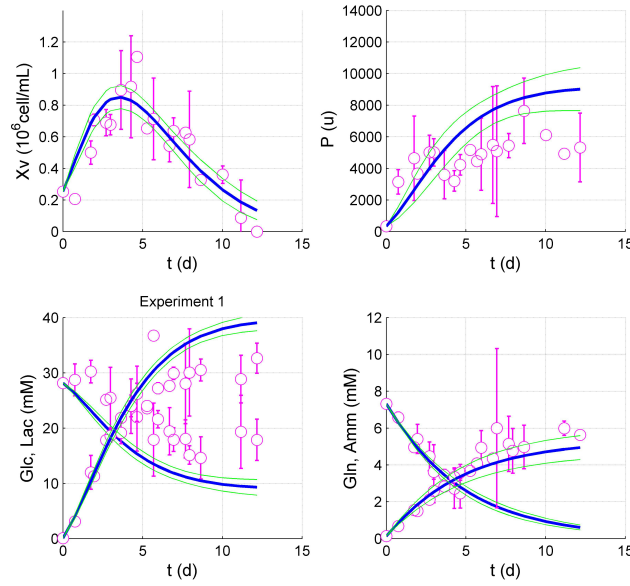 1.2
1
0.8
0.6
0.4
0.2
0
0 5 10 15
Xv (10⁶cell/mL)
t (d)
14000
12000
10000
8000
6000
4000
2000
0
0 5 10 15
P (u)
t (d)
Experiment 1
40
30
20
10
0
0 5 10 15
Glc, Lac (mM)
t (d)
12
10
8
6
4
2
0
0 5 10 15
Gln, Amm (mM)
t (d)